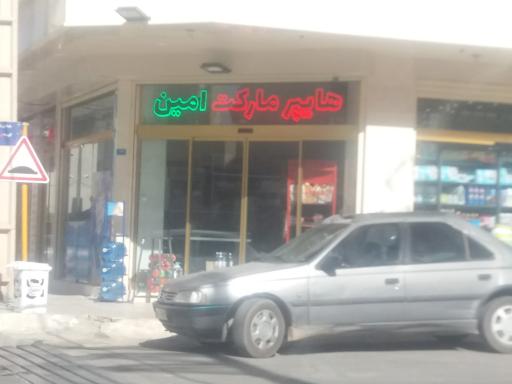 هایپر مارکت امین